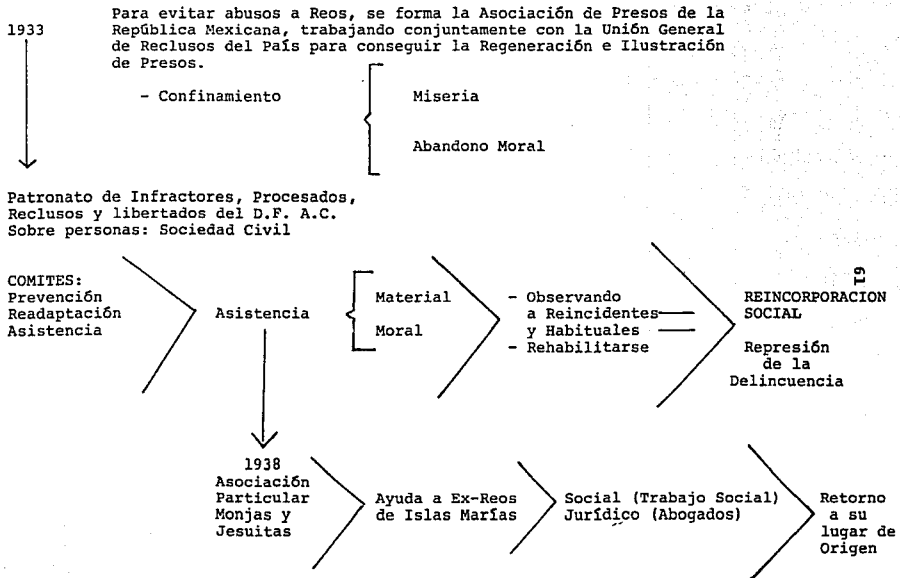 1933
Para evitar abusos a Reos, se forma la Asociación de Presos de la
República Mexicana, trabajando conjuntamente con la Unión General
de Reclusos del País para conseguir la Regeneración e Ilustración
de Presos.
- Confinamiento
Miseria
Abandono Moral
Patronato de Infractores, Procesados,
Reclusos y libertados del D.F. A.C.
Sobre personas: Sociedad Civil
COMITES:
Prevención
Readaptación
Asistencia
Asistencia
Material
Moral
- Observando
a Reincidentes
y Habituales
- Rehabilitarse
61
REINCORPORACION
SOCIAL
Represión
de la
Delincuencia
1938
Asociación
Particular
Monjas y
Jesuitas
Ayuda a Ex-Reos
de Islas Marías
Social (Trabajo Social)
Jurídico (Abogados)
Retorno
a su
lugar de
Origen